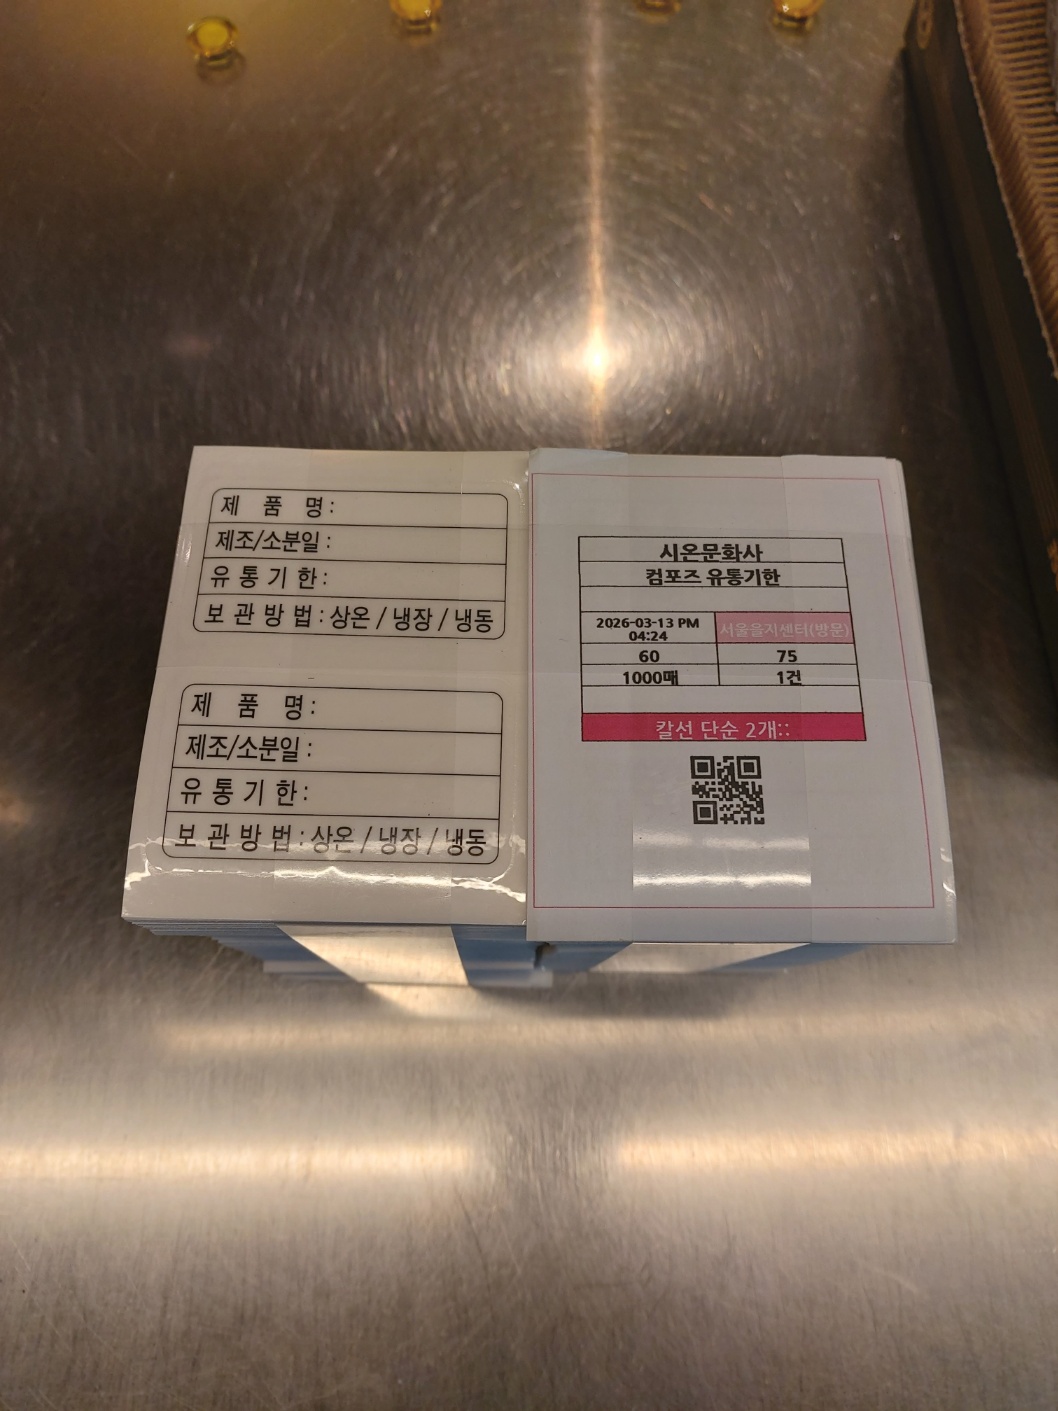 제 품 명 :
제조/소분일 :
유 통 기 한 :
보 관 방 법 : 상온 / 냉장 / 냉동
제 품 명 :
제조/소분일 :
유 통 기 한 :
보 관 방 법 : 상온 / 냉장 / 냉동
시온문화사
컴포즈 유통기한
2026-03-13 PM 서울을지센터(방문)
04:24
60 75
1000매 1건
칼선 단순 2개::